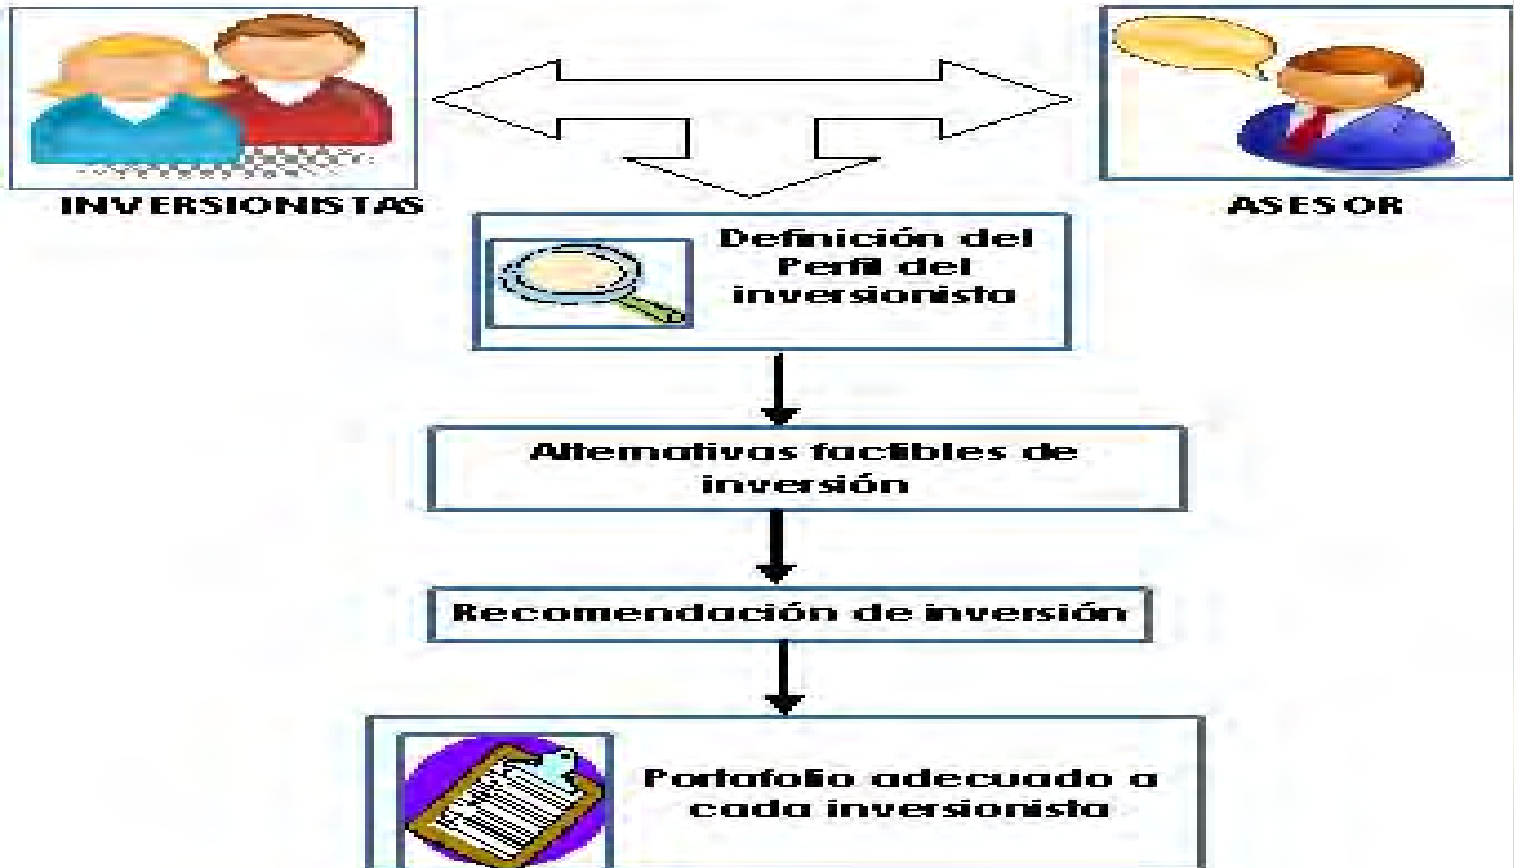 INVERSIONISTAS
ASESOR
Definición del
Perfil del
inversionista
Alternativas factibles de
inversión
Recomendación de inversión
Portafolio adecuado a
cada inversionista